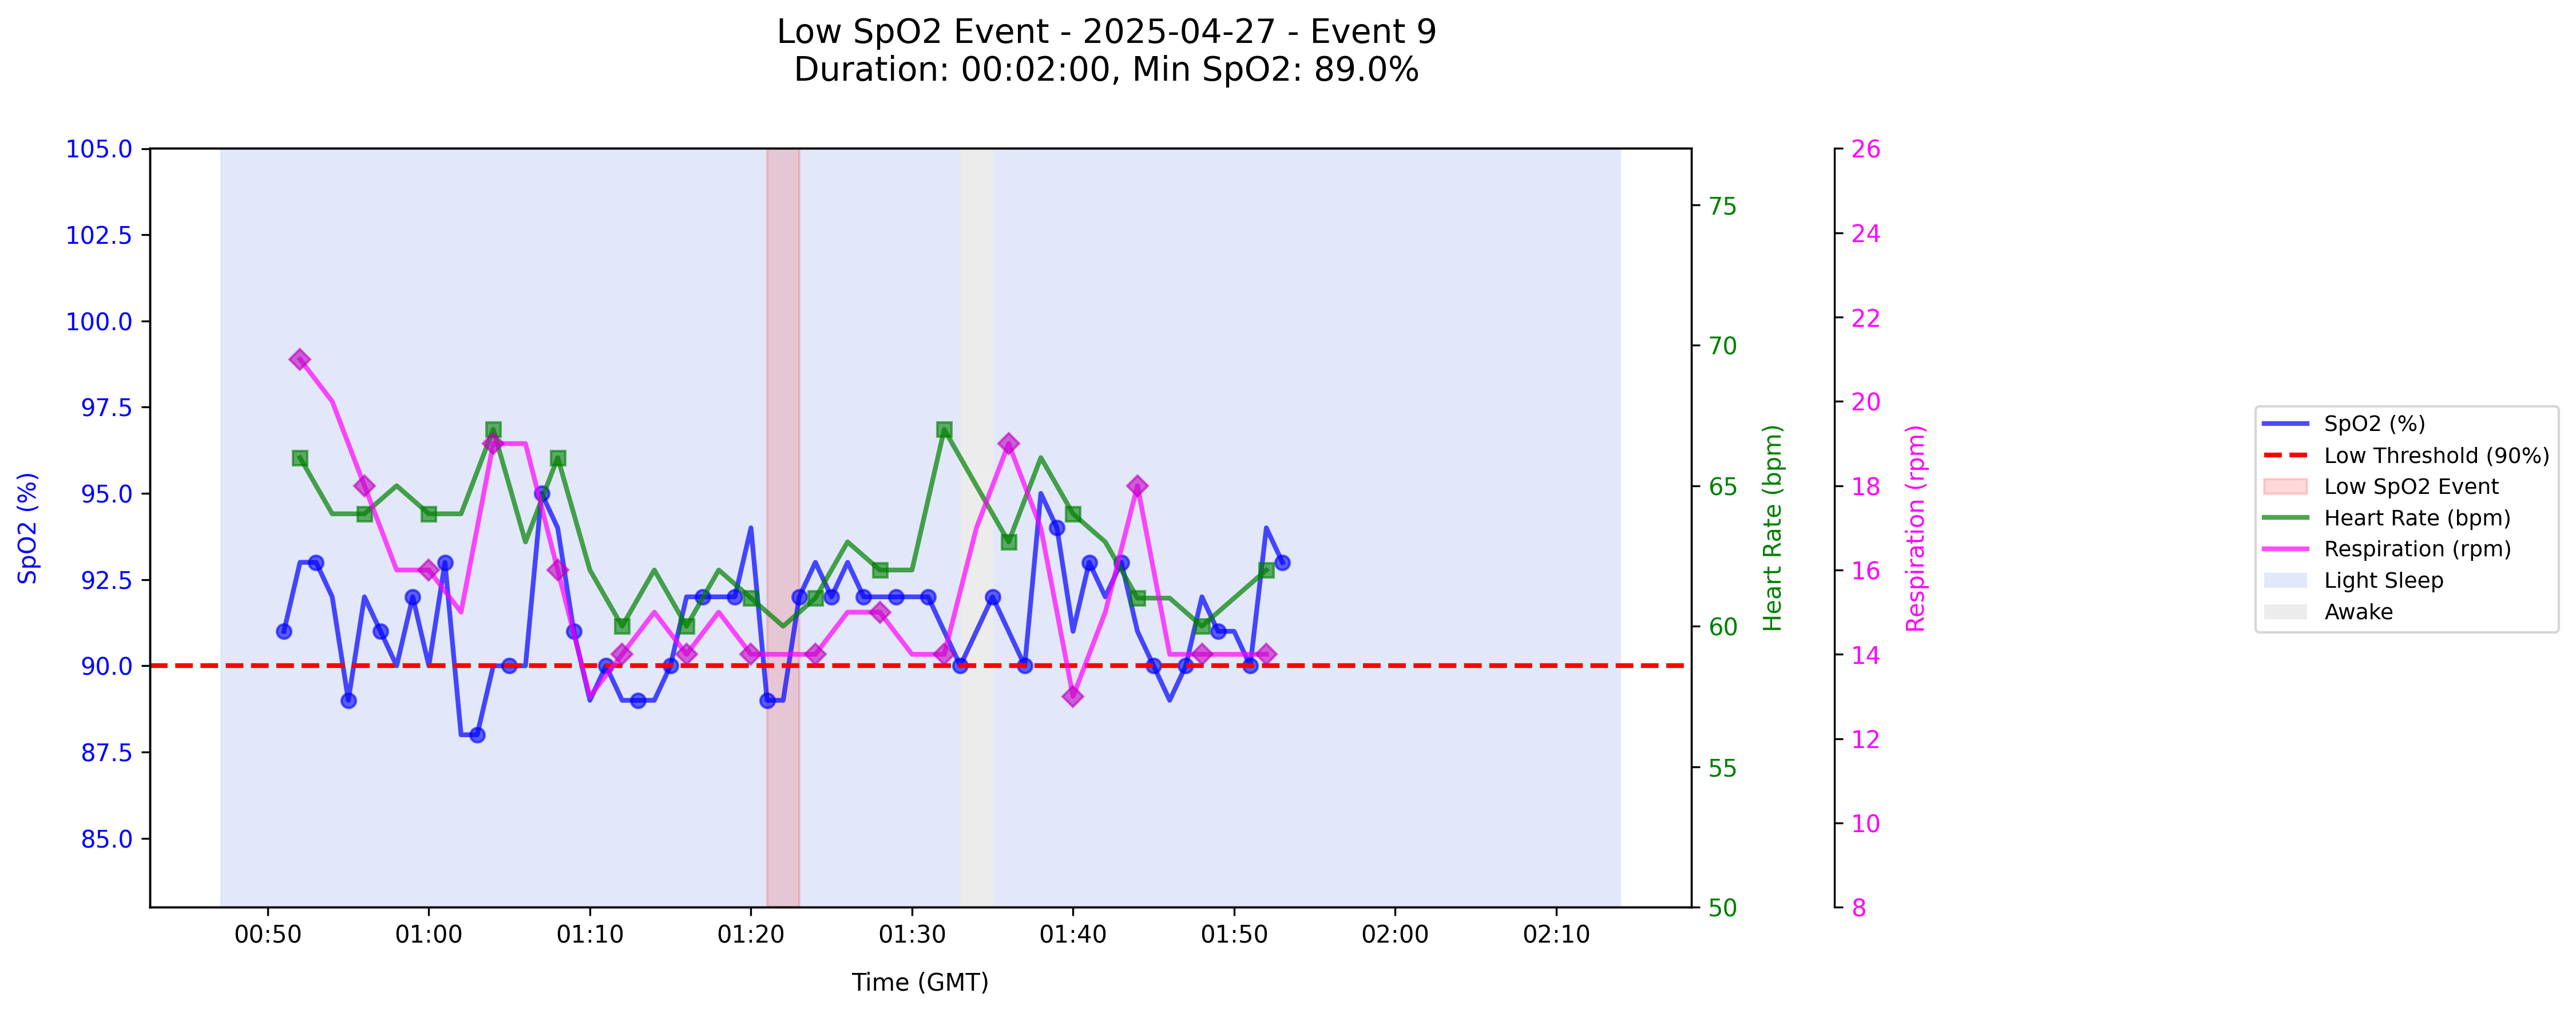 Low SpO2 Event - 2025-04-27 - Event 9
Duration: 00:02:00, Min SpO2: 89.0%
105.0
102.5
100.0
97.5
95.0
92.5
90.0
87.5
85.0
SpO2 (%)
00:50
01:00
01:10
01:20
01:30
01:40
01:50
02:00
02:10
Time (GMT)
75
70
65
60
55
50
Heart Rate (bpm)
26
24
22
20
18
16
14
12
10
8
Respiration (rpm)
SpO2 (%)
Low Threshold (90%)
Low SpO2 Event
Heart Rate (bpm)
Respiration (rpm)
Light Sleep
Awake